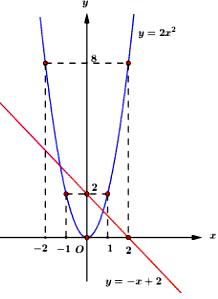 y
y = 2x²
8
2
-2 -1 O 1 2 x
y = -x + 2